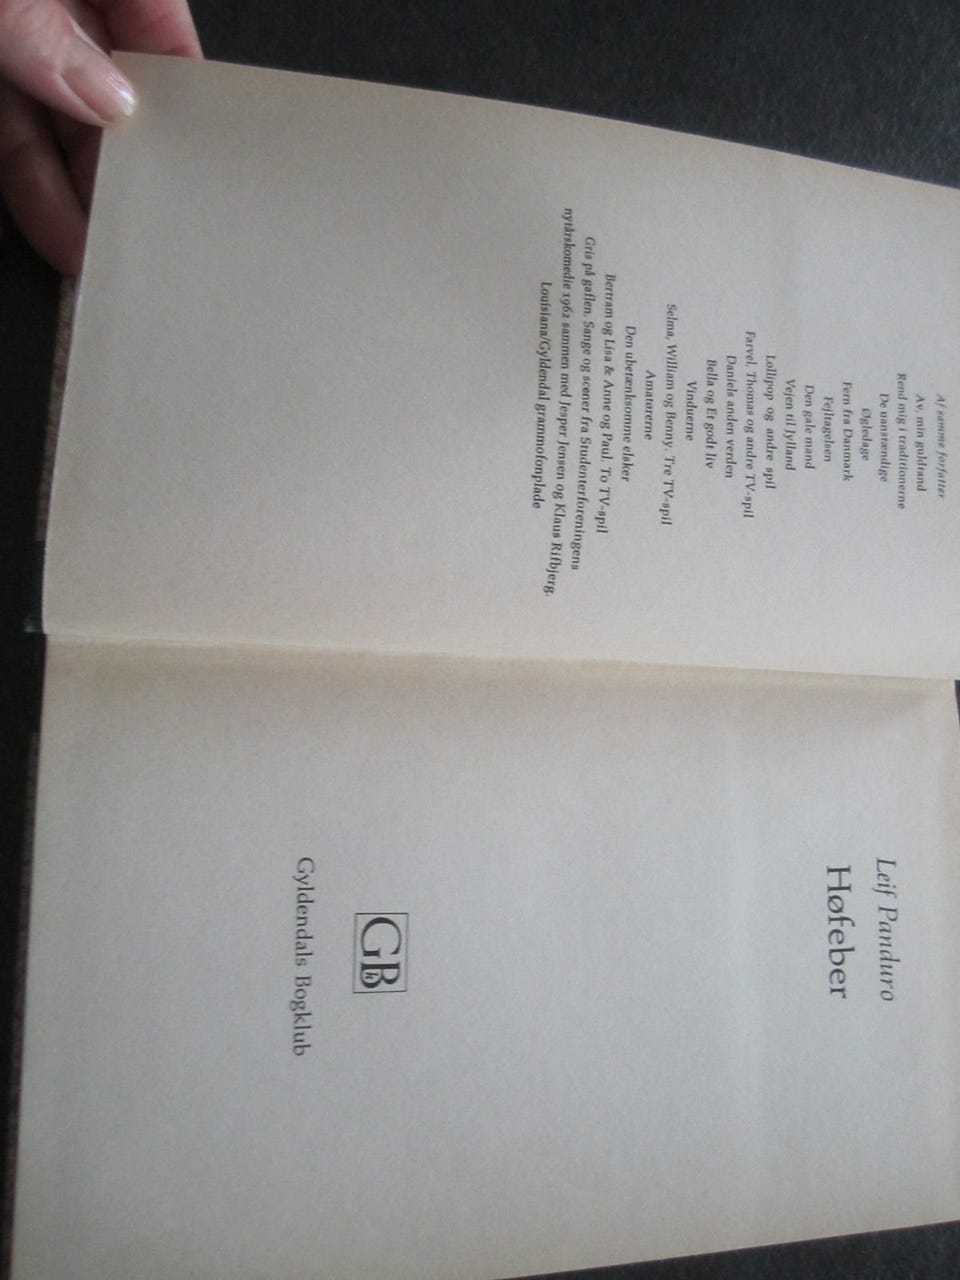 Af samme forfatter
Av, min guldtand
Rend mig i traditionerne
De uanstændige
Øgledage
Fern fra Danmark
Fejltagelsen
Den gale mand
Vejen til Jylland
Lollipop og andre spil
Farvel, Thomas og andre TV-spil
Daniels anden verden
Bella og Et godt liv
Vinduerne
Selma, William og Benny. Tre TV-spil
Amatørerne
Den ubetænksomme elsker
Bertram og Lisa & Anne og Paul. To TV-spil
Gris på gaflen. Sange og scener fra Studenterforeningens
nytårskomedie 1962 sammen med Jesper Jensen og Klaus Rifbjerg.
Louisiana/Gyldendal grammofonplade
Leif Panduro
Høfeber
GBk
Gyldendals Bogklub